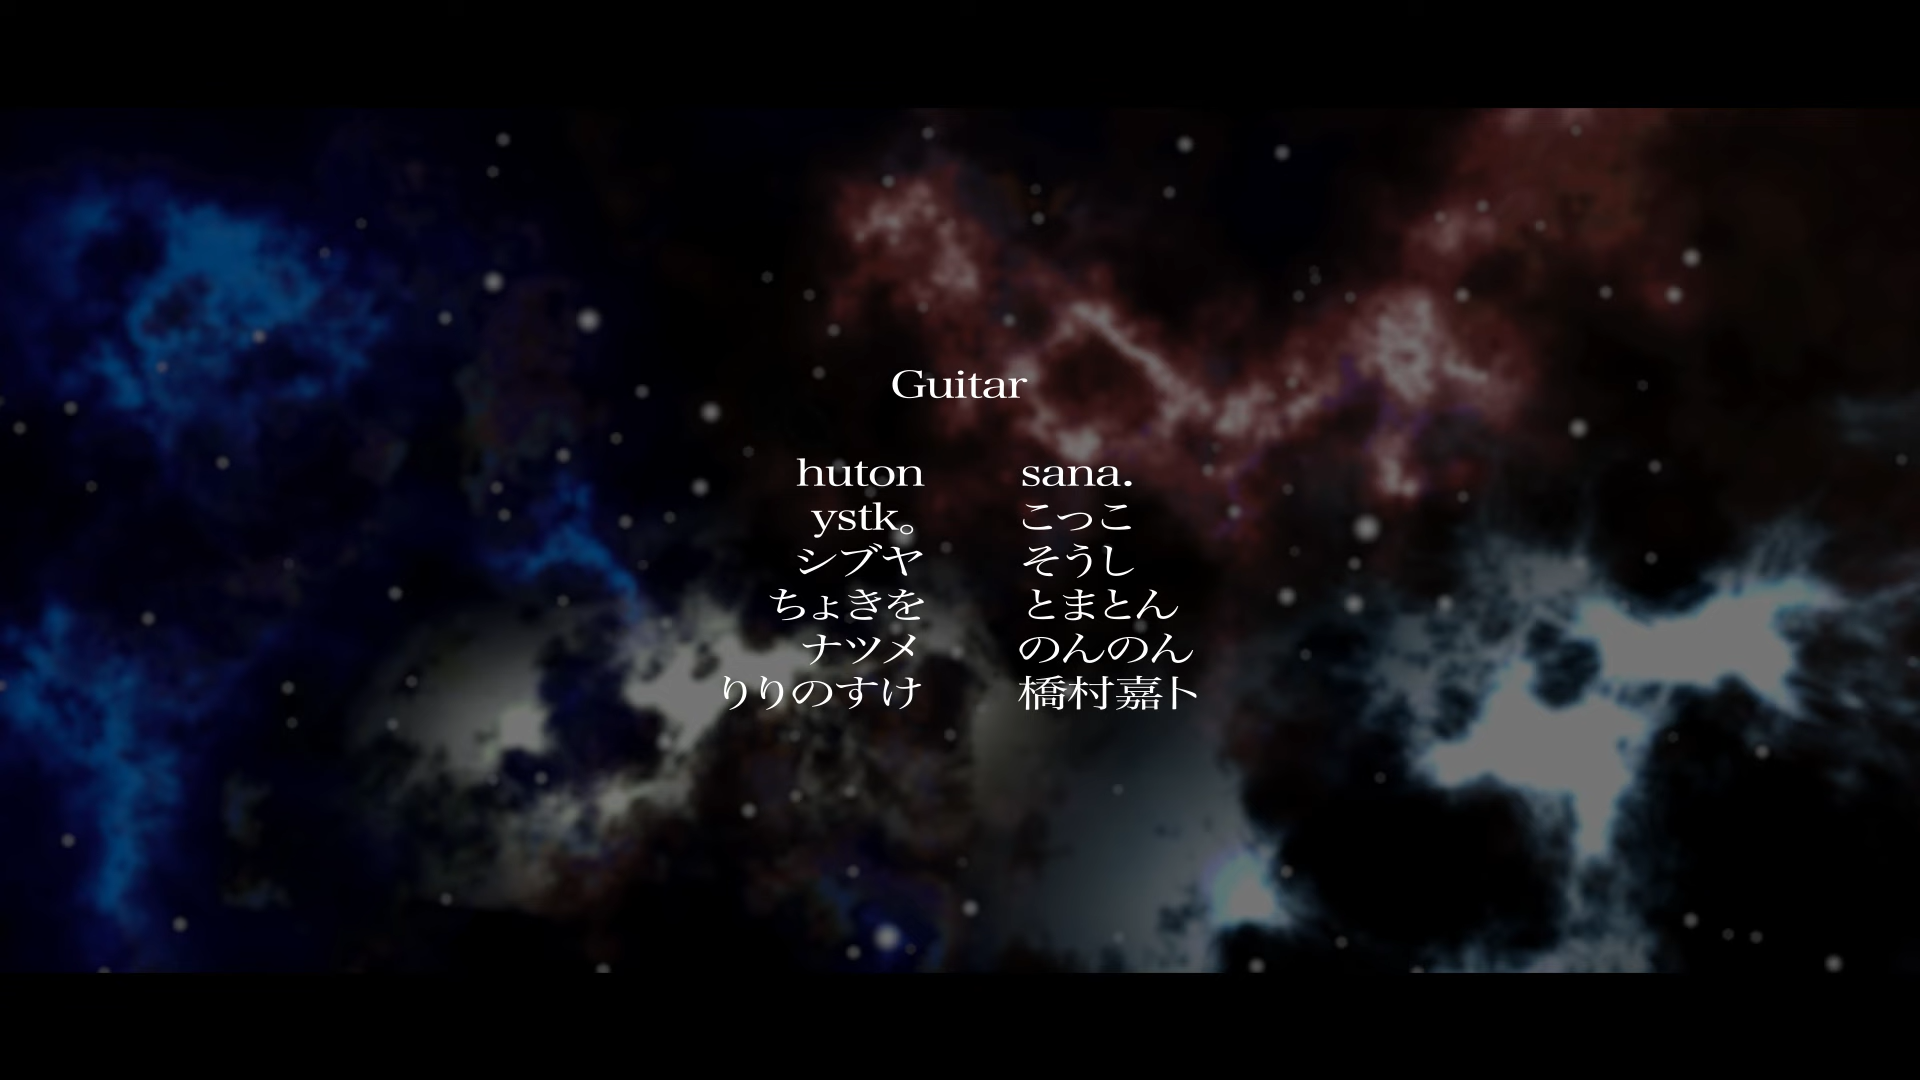 Guitar
huton sana.
ystk。 こっこ
シブヤ そうし
ちょきを とまとん
ナツメ のんのん
りりのすけ 橋村嘉ト